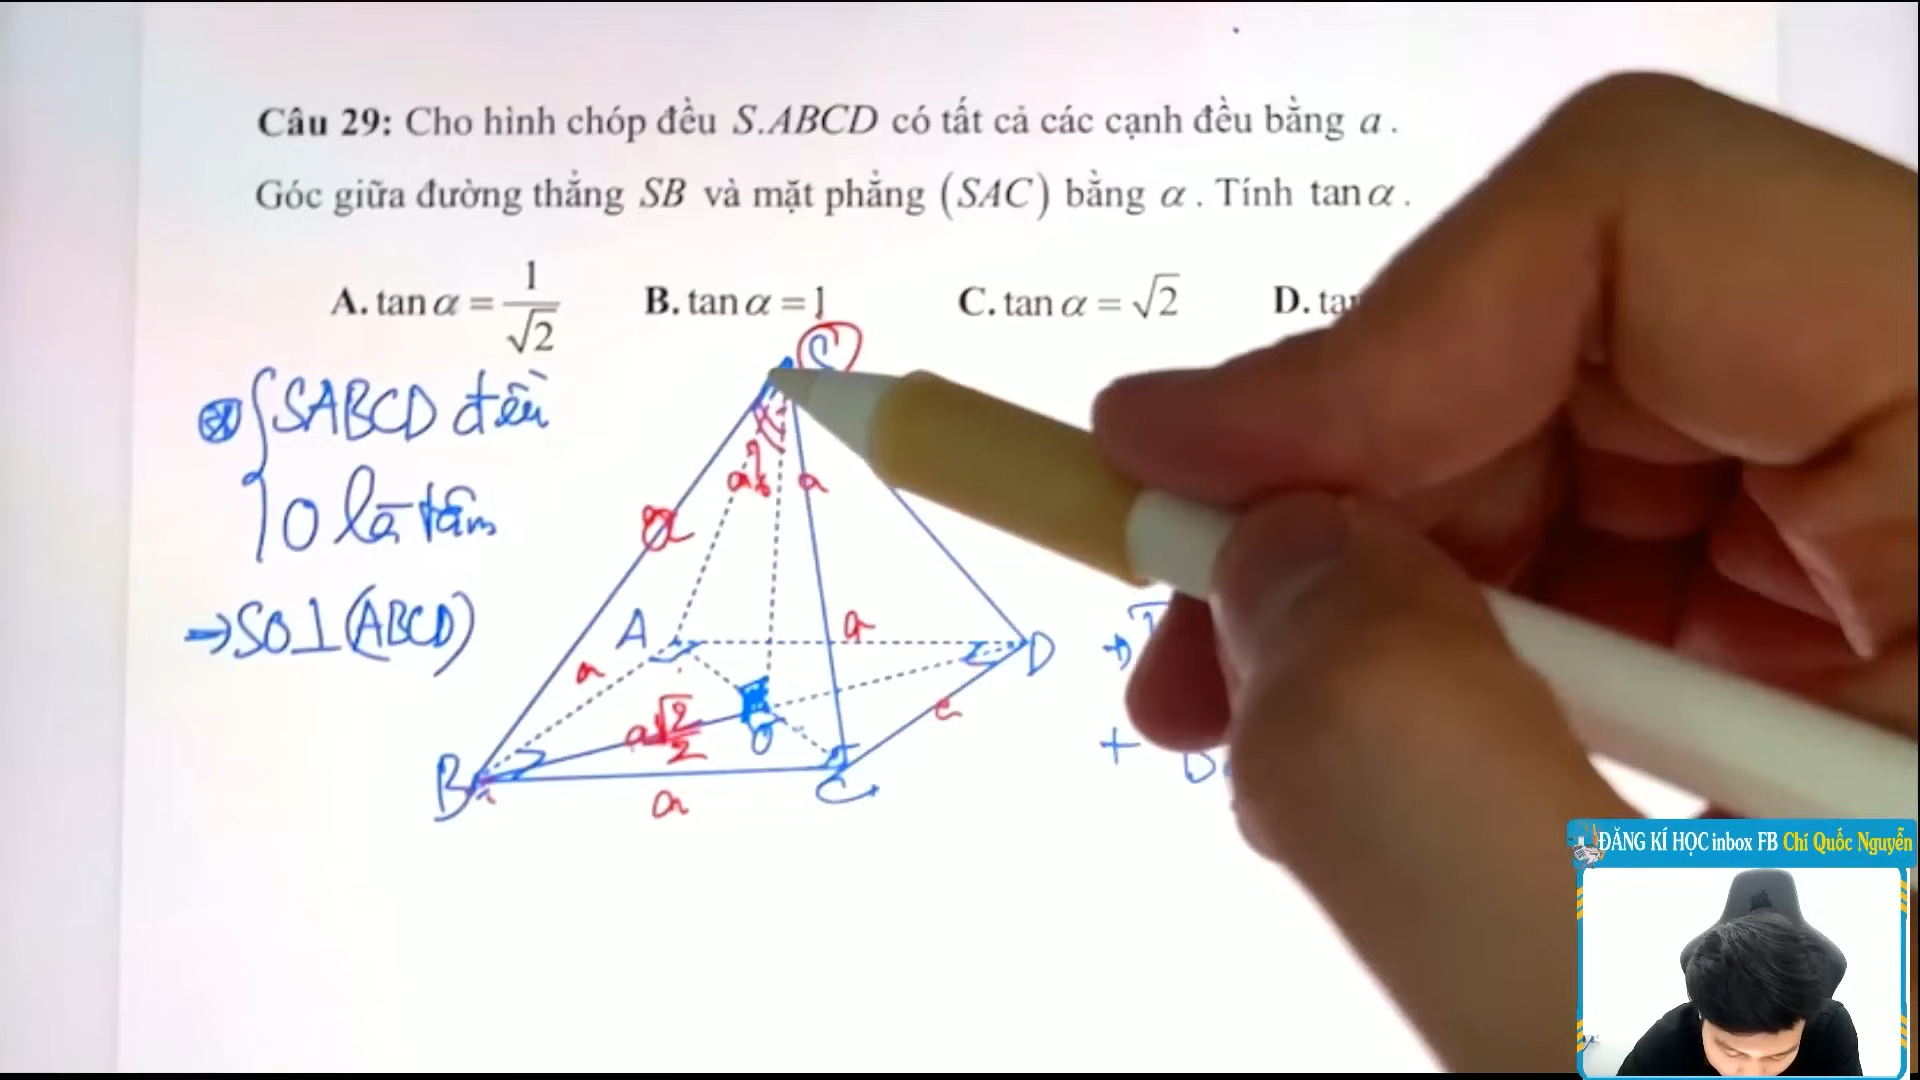 Câu 29: Cho hình chóp đều S.ABCD có tất cả các cạnh đều bằng a.
Góc giữa đường thẳng SB và mặt phẳng (SAC) bằng α. Tính tanα.
A. tanα = 1/√2 B. tanα = 1 C. tanα = √2 D.
S
SABCD đều
O là tâm
→ SO⊥(ABCD)
a a
a
A a D
a
a√2/2 O
B C
a
+
ĐĂNG KÍ HỌC inbox FB Chí Quốc Nguyễn